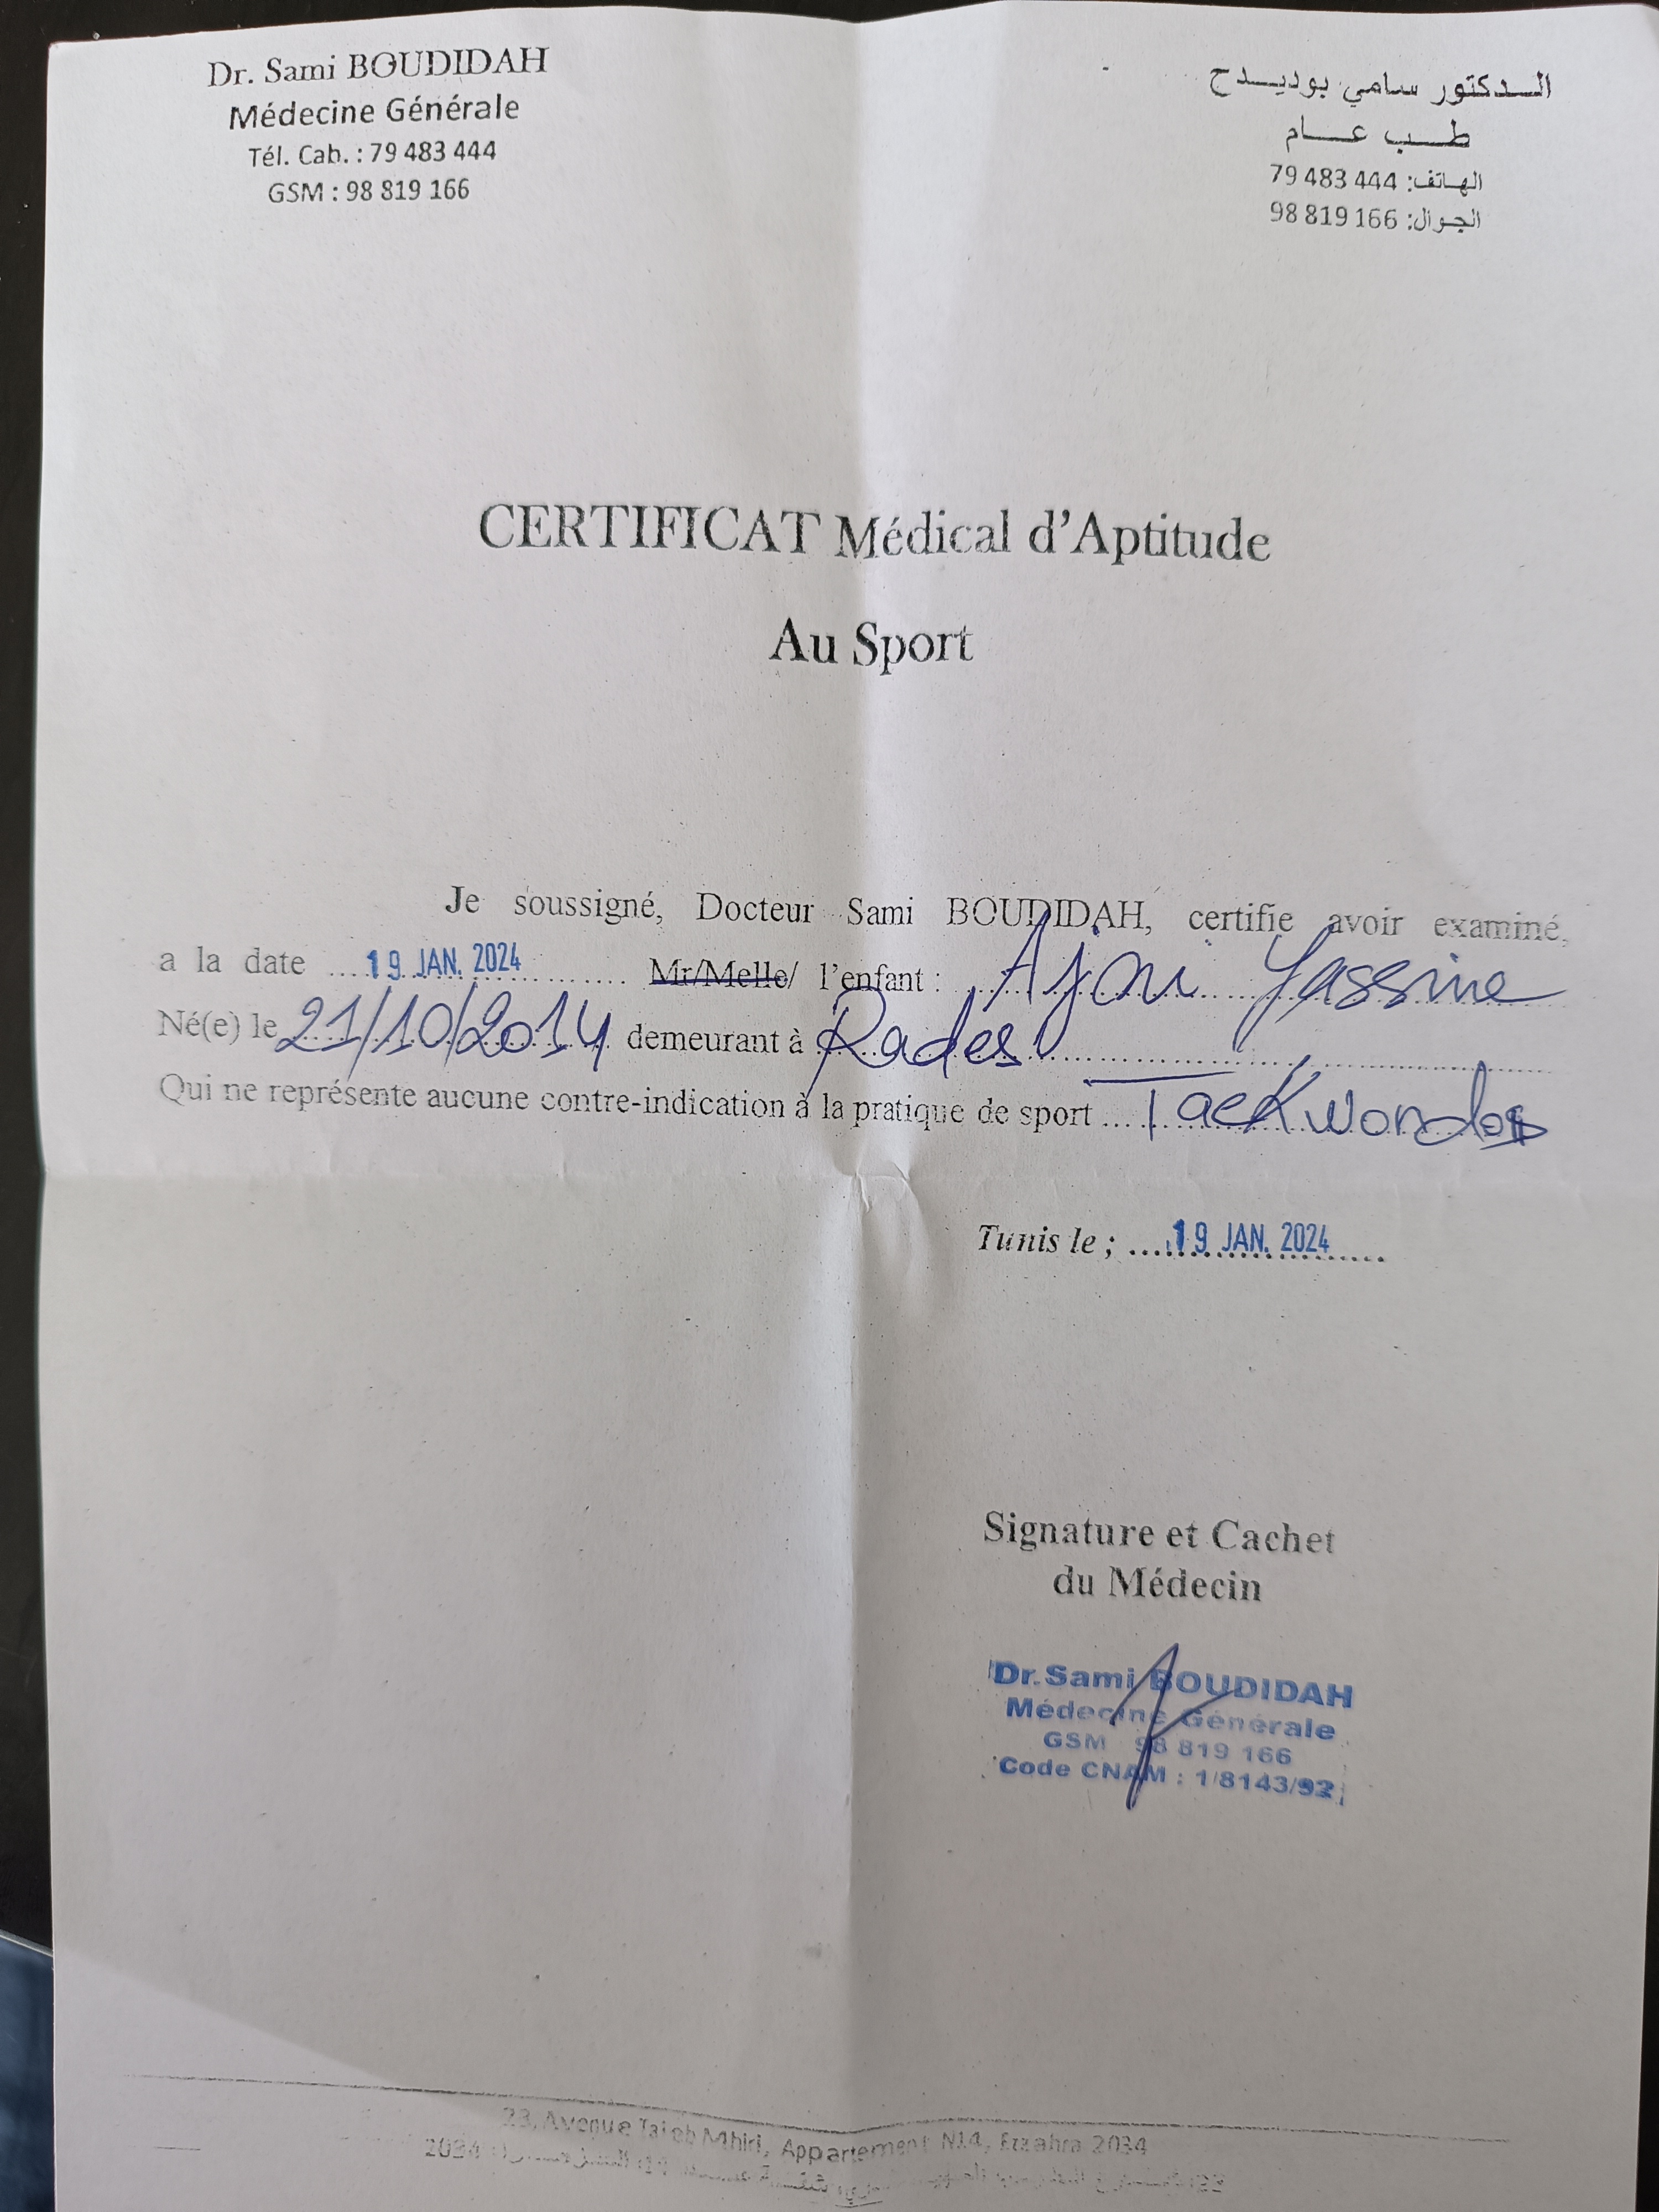 Dr. Sami BOUDIDAH
Médecine Générale
Tél. Cab. : 79 483 444
GSM : 98 819 166
الدكتور سامي بوديدح
طب عام
الهاتف: 79 483 444
الجوال: 98 819 166
CERTIFICAT Médical d'Aptitude
Au Sport
Je soussigné, Docteur Sami BOUDIDAH, certifie avoir examiné,
a la date 19 JAN. 2024 Mr/Melle/ l'enfant : Yassine
Né(e) le 21/10/2014 demeurant à Rades
Qui ne représente aucune contre-indication à la pratique de sport Taekwondo
Tunis le ; 19 JAN. 2024
Signature et Cachet
du Médecin
Dr. Sami BOUDIDAH
Médecine Générale
GSM 98 819 166
Code CNAM : 1/8143/92
23, Avenue Taieb Mhiri, Appartement N14, Ezzahra 2034
2034